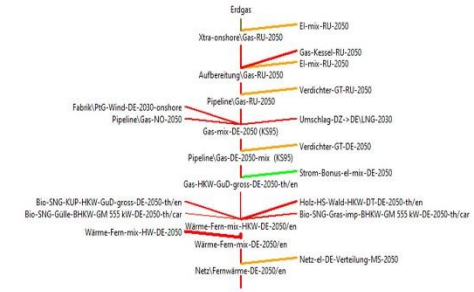 Erdgas
El-mix-RU-2050
Xtra-onshore\Gas-RU-2050
Gas-Kessel-RU-2050
El-mix-RU-2050
Aufbereitung\Gas-RU-2050
Verdichter-GT-RU-2050
Pipeline\Gas-RU-2050
Fabrik\PtG-Wind-DE-2030-onshore
Pipeline\Gas-NO-2050
Umschlag-DZ->DE\LNG-2030
Gas-mix-DE-2050 (KS95)
Verdichter-GT-DE-2050
Pipeline\Gas-DE-2050-mix (KS95)
Strom-Bonus-el-mix-DE-2050
Gas-HKW-GuD-gross-DE-2050-th/en
Bio-SNG-KUP-HKW-GuD-gross-DE-2050-th/en
Holz-HS-Wald-HKW-DT-DE-2050-th/en
Bio-SNG-Gülle-BHKW-GM 555 kW-DE-2050-th/car
Bio-SNG-Gras-imp-BHKW-GM 555 kW-DE-2050-th/car
Wärme-Fern-mix-HKW-DE-2050/en
Wärme-Fern-mix-HW-DE-2050
Wärme-Fern-mix-DE-2050/en
Netz-el-DE-Verteilung-MS-2050
Netz\Fernwärme-DE-2050/en